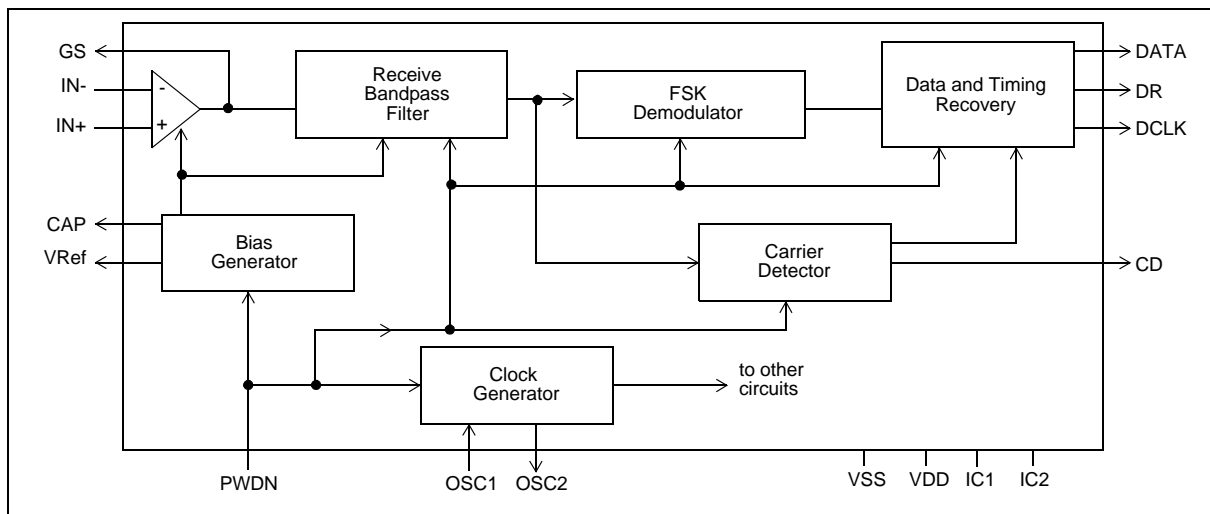 GS
IN-
IN+
-
+
CAP
VRef
Receive
Bandpass
Filter
FSK
Demodulator
Data and Timing
Recovery
DATA
DR
DCLK
Bias
Generator
Carrier
Detector
CD
Clock
Generator
to other
circuits
PWDN
OSC1
OSC2
VSS
VDD
IC1
IC2